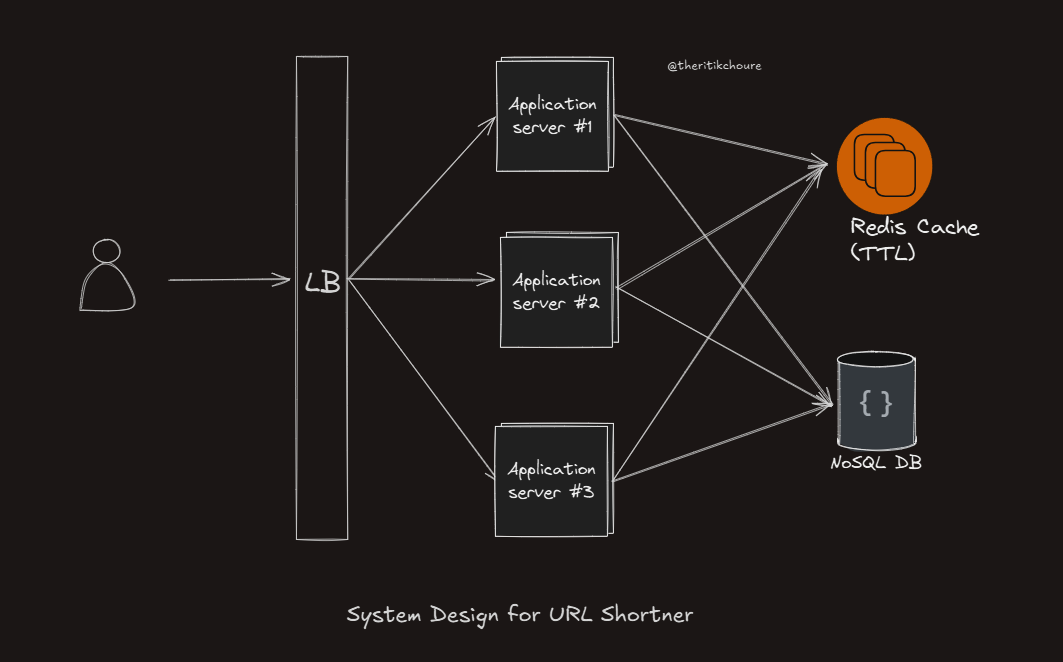 @theritikchoure
Application
server #1
Redis Cache
(TTL)
LB
Application
server #2
{ }
NoSQL DB
Application
server #3
System Design for URL Shortner